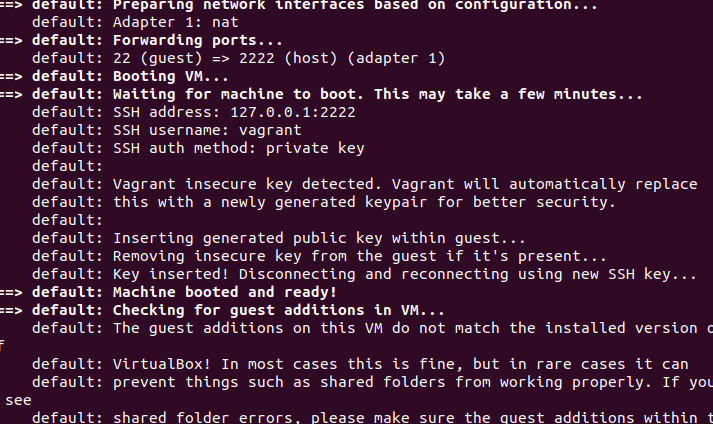 ==> default: Preparing network interfaces based on configuration...
    default: Adapter 1: nat
==> default: Forwarding ports...
    default: 22 (guest) => 2222 (host) (adapter 1)
==> default: Booting VM...
==> default: Waiting for machine to boot. This may take a few minutes...
    default: SSH address: 127.0.0.1:2222
    default: SSH username: vagrant
    default: SSH auth method: private key
    default:
    default: Vagrant insecure key detected. Vagrant will automatically replace
    default: this with a newly generated keypair for better security.
    default:
    default: Inserting generated public key within guest...
    default: Removing insecure key from the guest if it's present...
    default: Key inserted! Disconnecting and reconnecting using new SSH key...
==> default: Machine booted and ready!
==> default: Checking for guest additions in VM...
    default: The guest additions on this VM do not match the installed version o
f
    default: VirtualBox! In most cases this is fine, but in rare cases it can
    default: prevent things such as shared folders from working properly. If you
 see
    default: shared folder errors, please make sure the guest additions within t